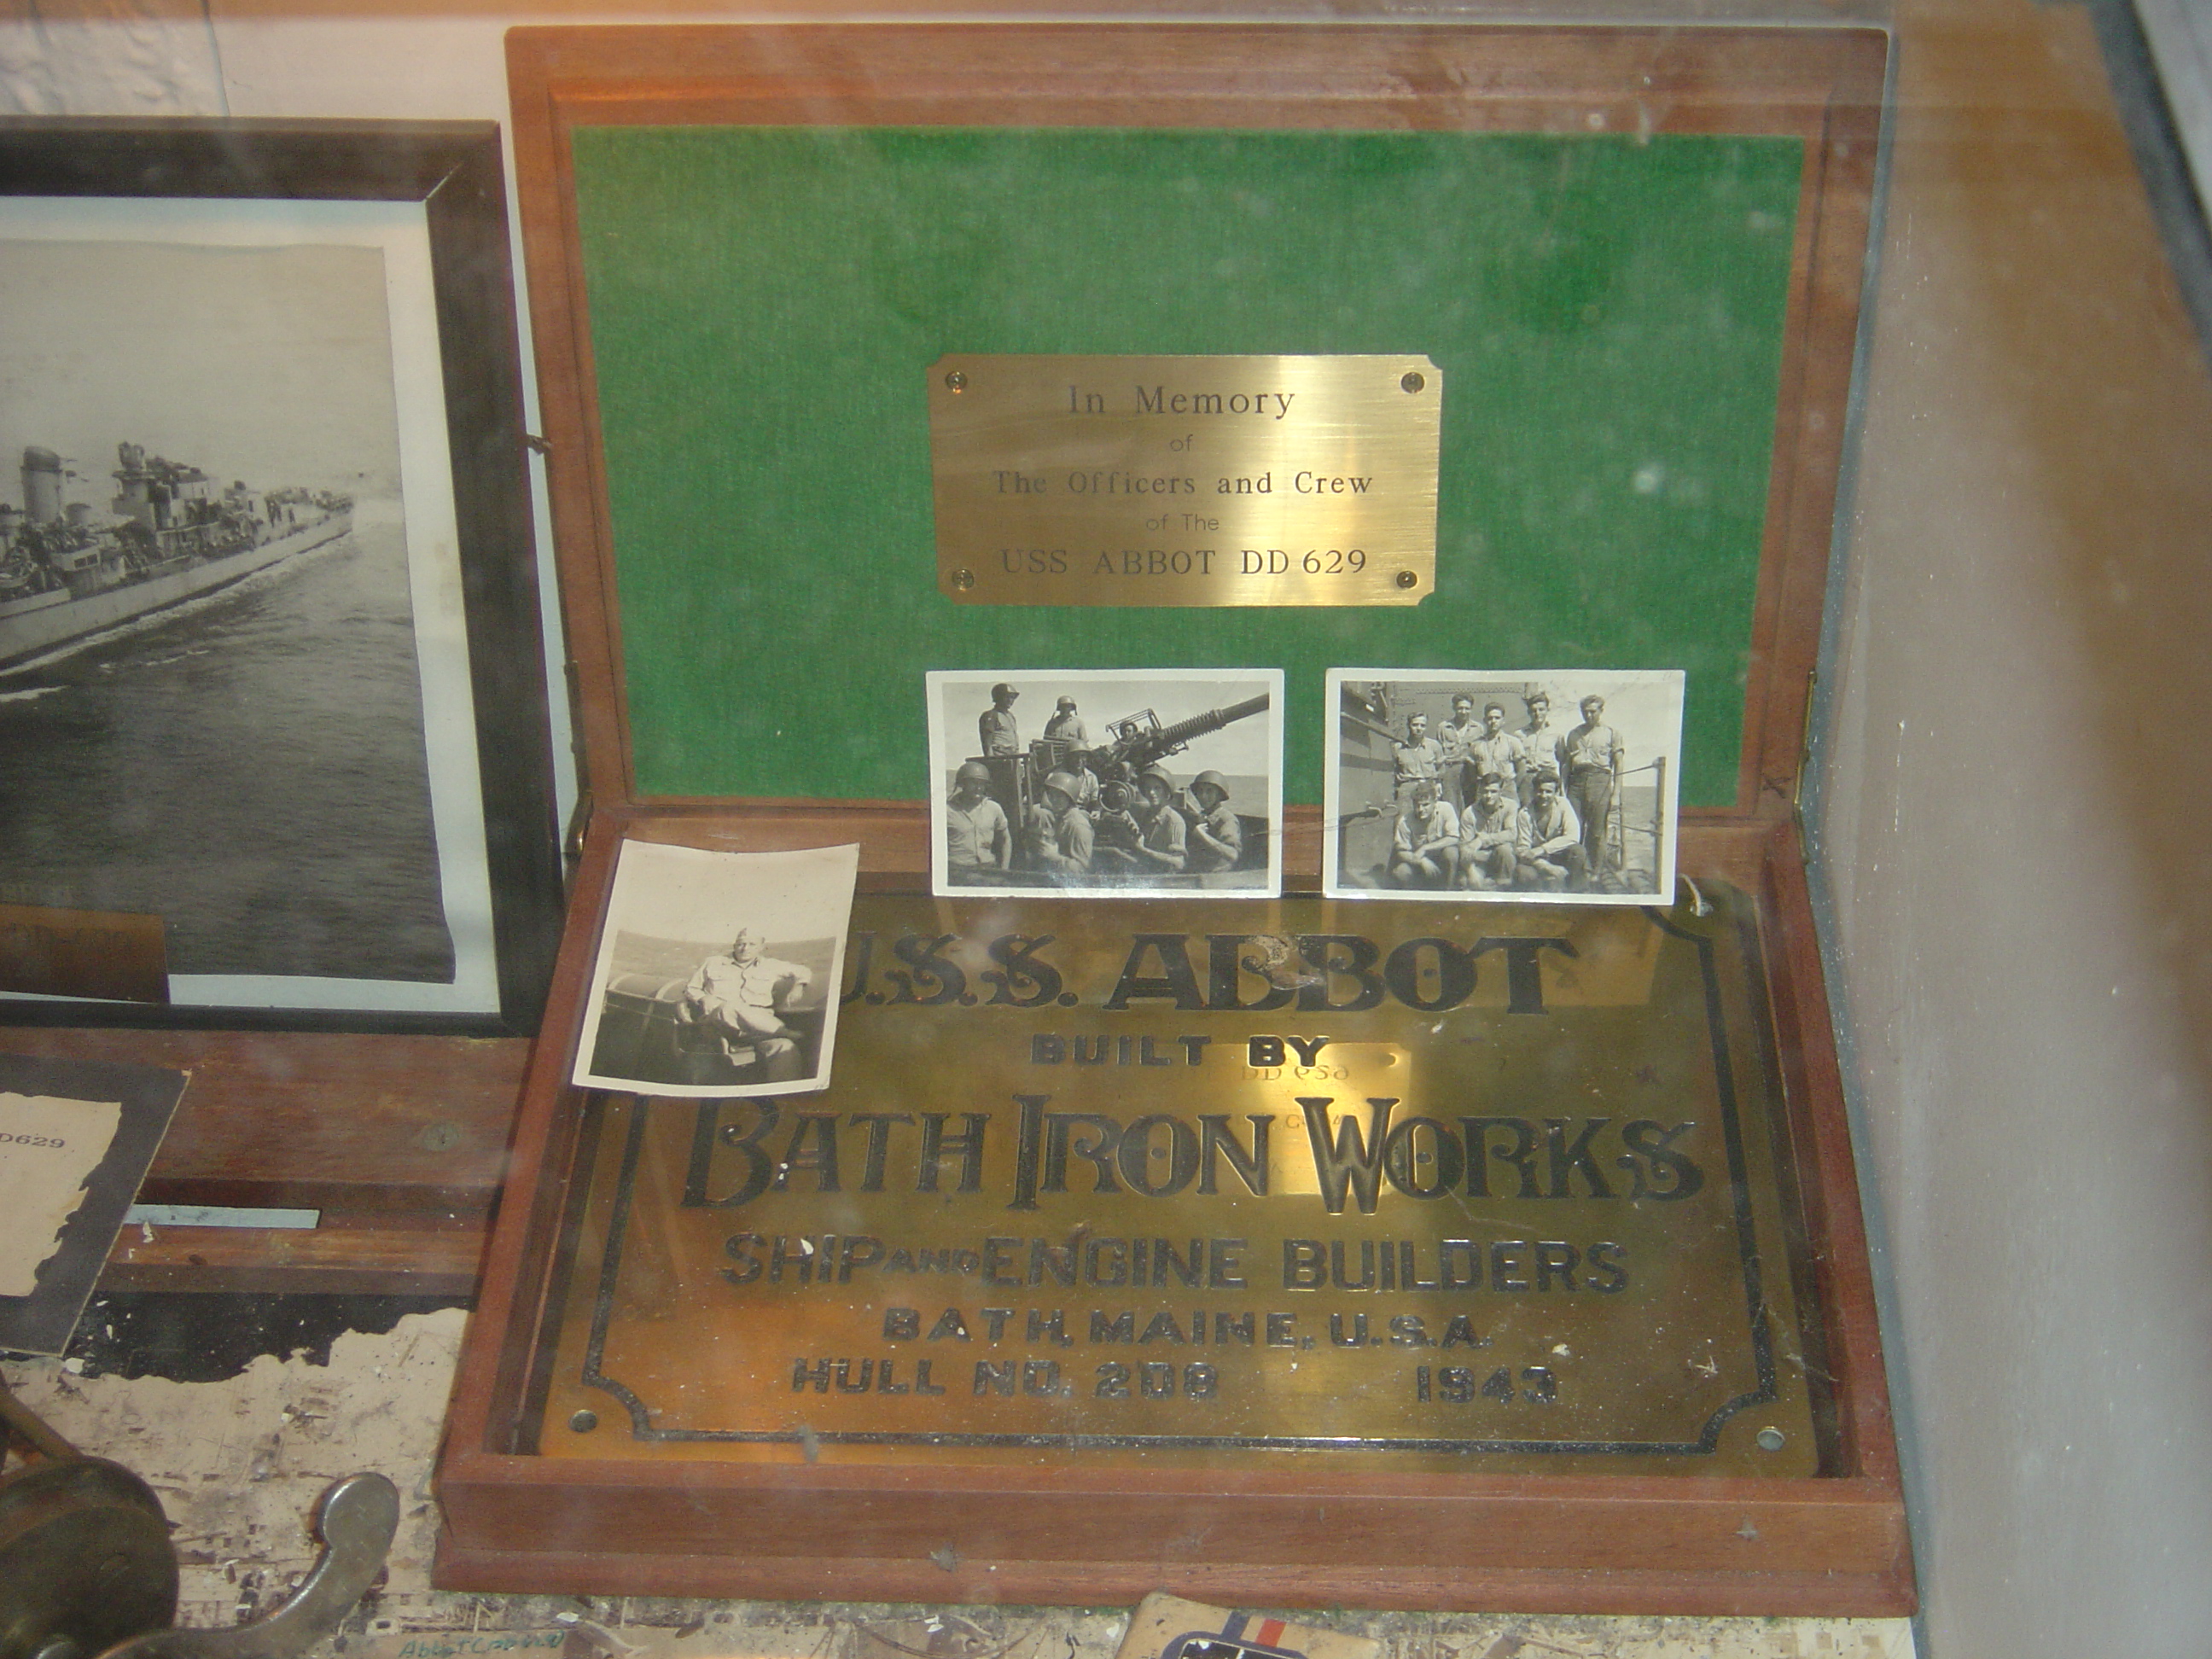 In Memory
of
The Officers and Crew
of The
USS ABBOT DD 629
U.S.S. ABBOT
BUILT BY
BATH IRON WORKS
SHIP AND ENGINE BUILDERS
BATH, MAINE, U.S.A.
HULL NO. 208 1943
D629